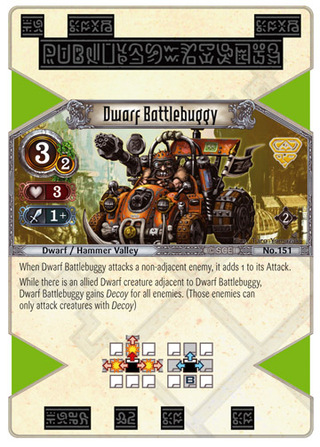 Dwarf Battlebuggy
3
2
3
1+
2
Dwarf / Hammer Valley
SCE
No.151
When Dwarf Battlebuggy attacks a non-adjacent enemy, it adds 1 to its Attack.
While there is an allied Dwarf creature adjacent to Dwarf Battlebuggy,
Dwarf Battlebuggy gains Decoy for all enemies. (Those enemies can
only attack creatures with Decoy)